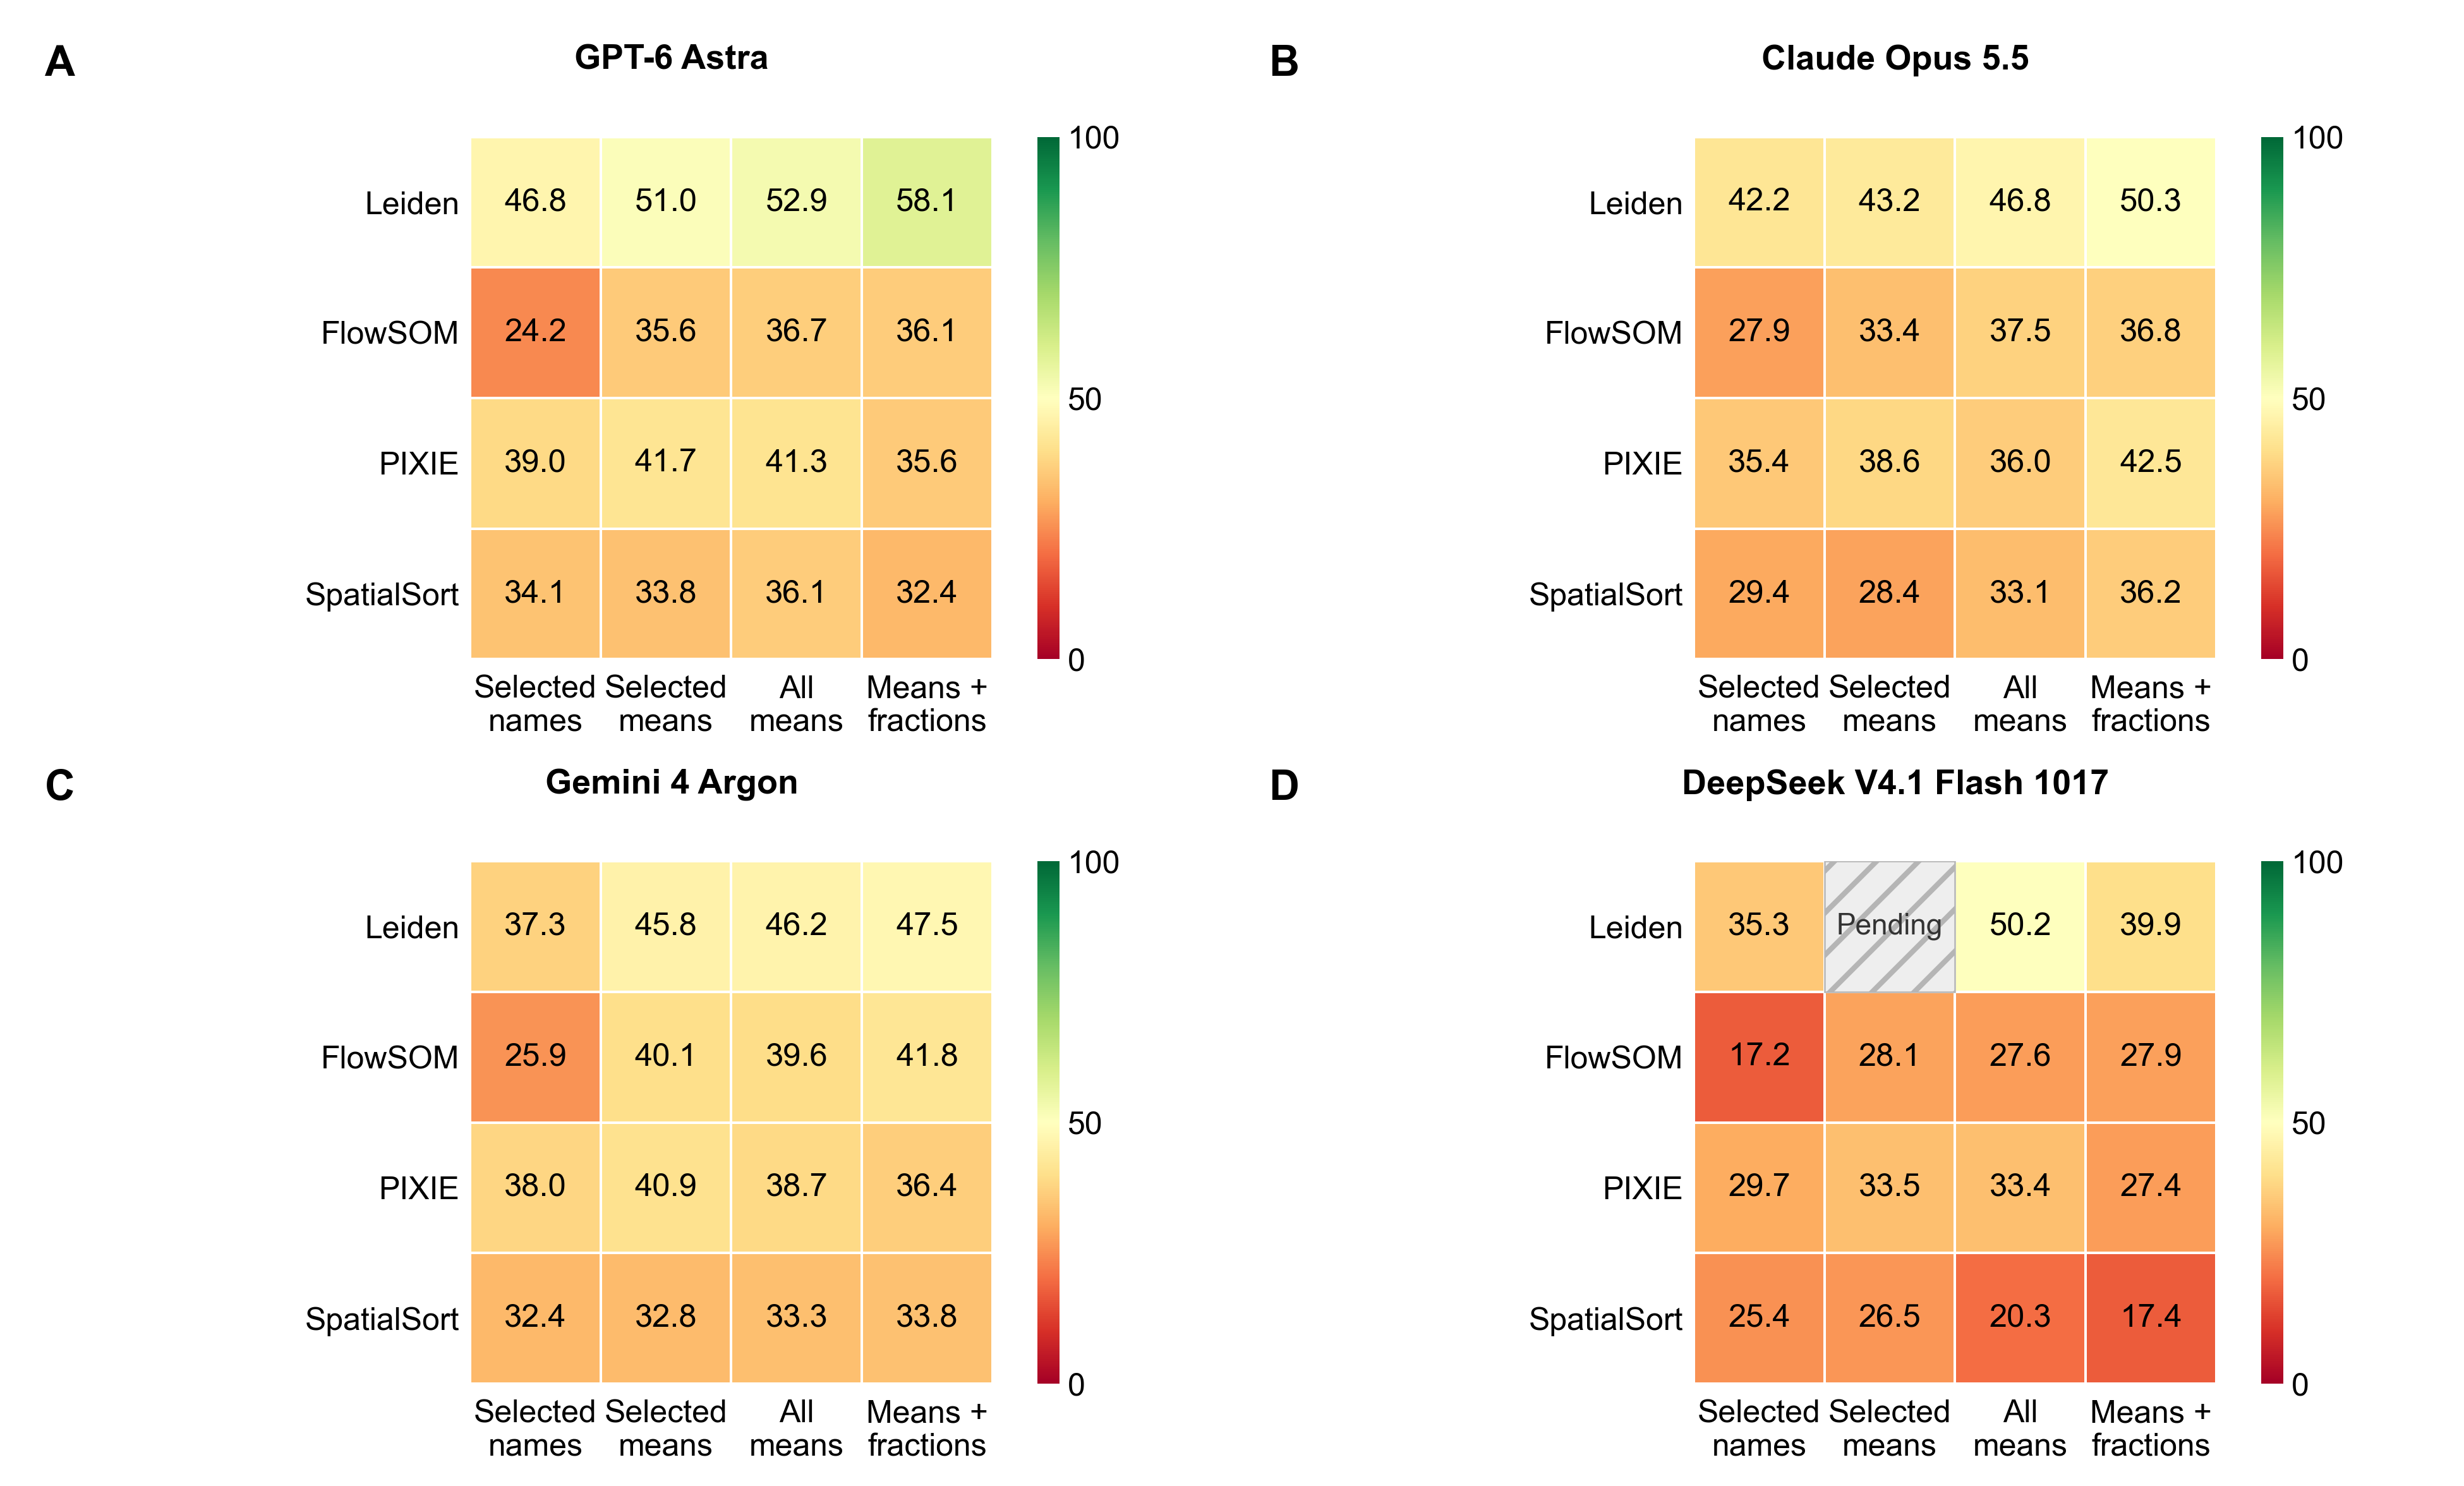 A
GPT-6 Astra
100
50
0
Leiden 46.8 51.0 52.9 58.1
FlowSOM 24.2 35.6 36.7 36.1
PIXIE 39.0 41.7 41.3 35.6
SpatialSort 34.1 33.8 36.1 32.4
Selected Selected All Means +
names means means fractions
B
Claude Opus 5.5
100
50
0
Leiden 42.2 43.2 46.8 50.3
FlowSOM 27.9 33.4 37.5 36.8
PIXIE 35.4 38.6 36.0 42.5
SpatialSort 29.4 28.4 33.1 36.2
Selected Selected All Means +
names means means fractions
C
Gemini 4 Argon
100
50
0
Leiden 37.3 45.8 46.2 47.5
FlowSOM 25.9 40.1 39.6 41.8
PIXIE 38.0 40.9 38.7 36.4
SpatialSort 32.4 32.8 33.3 33.8
Selected Selected All Means +
names means means fractions
D
DeepSeek V4.1 Flash 1017
100
50
0
Leiden 35.3 Pending 50.2 39.9
FlowSOM 17.2 28.1 27.6 27.9
PIXIE 29.7 33.5 33.4 27.4
SpatialSort 25.4 26.5 20.3 17.4
Selected Selected All Means +
names means means fractions